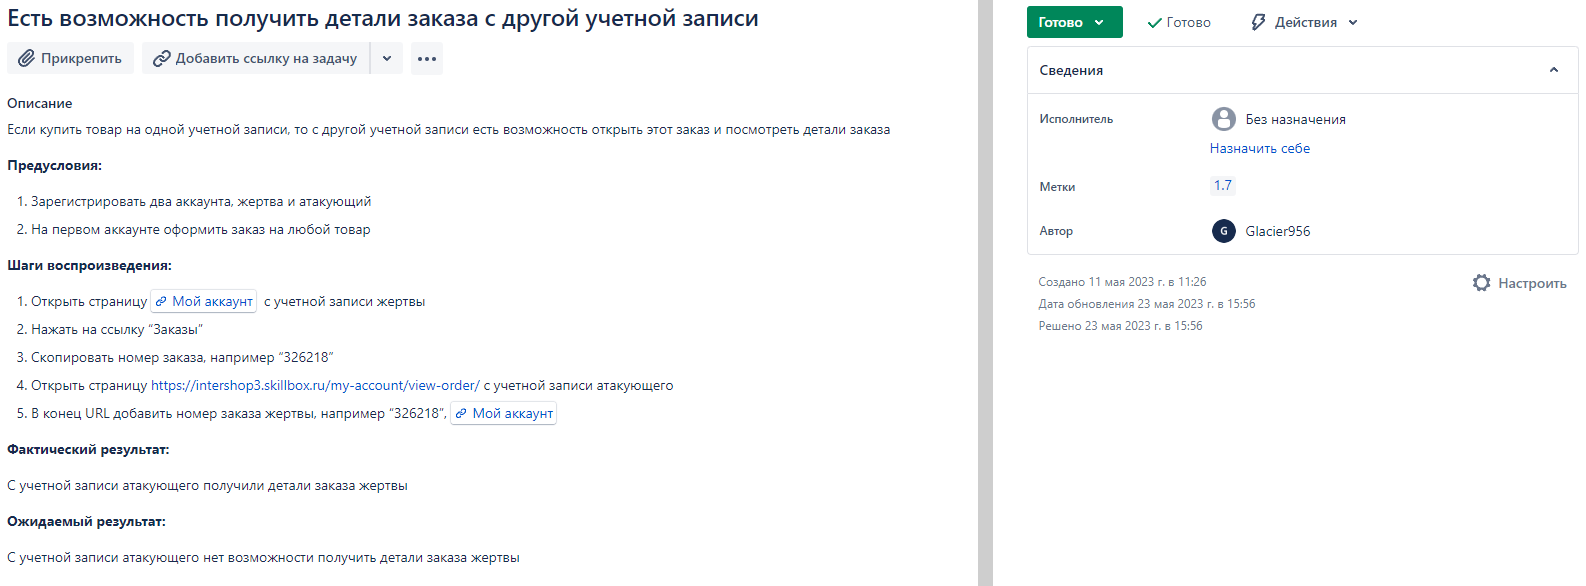 Есть возможность получить детали заказа с другой учетной записи
Прикрепить
Добавить ссылку на задачу
Описание
Если купить товар на одной учетной записи, то с другой учетной записи есть возможность открыть этот заказ и посмотреть детали заказа
Предусловия:
1. Зарегистрировать два аккаунта, жертва и атакующий
2. На первом аккаунте оформить заказ на любой товар
Шаги воспроизведения:
1. Открыть страницу Мой аккаунт с учетной записи жертвы
2. Нажать на ссылку “Заказы”
3. Скопировать номер заказа, например “326218”
4. Открыть страницу https://intershop3.skillbox.ru/my-account/view-order/ с учетной записи атакующего
5. В конец URL добавить номер заказа жертвы, например “326218”, Мой аккаунт
Фактический результат:
С учетной записи атакующего получили детали заказа жертвы
Ожидаемый результат:
С учетной записи атакующего нет возможности получить детали заказа жертвы
Готово
Готово
Действия
Сведения
Исполнитель
Без назначения
Назначить себе
Метки
1.7
Автор
G
Glacier956
Создано 11 мая 2023 г. в 11:26
Дата обновления 23 мая 2023 г. в 15:56
Решено 23 мая 2023 г. в 15:56
Настроить